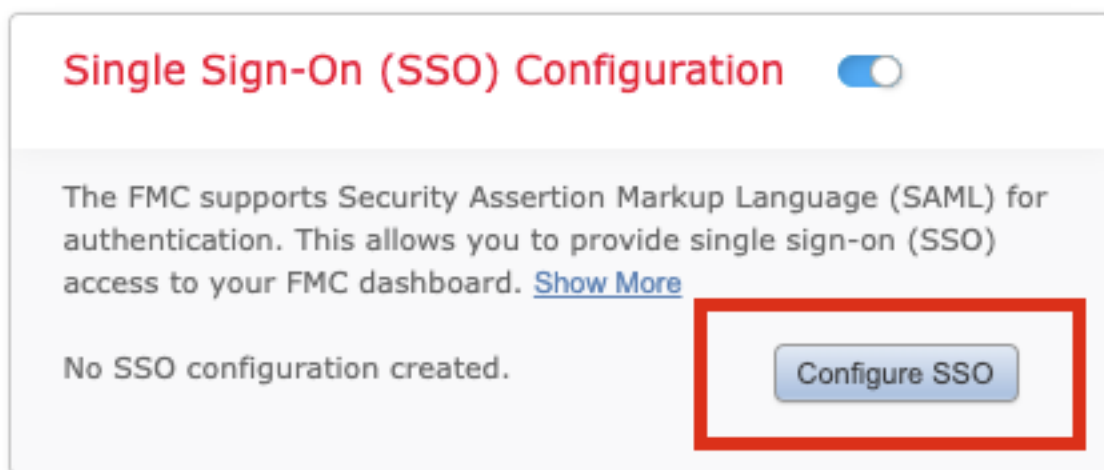 Single Sign-On (SSO) Configuration
The FMC supports Security Assertion Markup Language (SAML) for
authentication. This allows you to provide single sign-on (SSO)
access to your FMC dashboard. Show More
No SSO configuration created.
Configure SSO